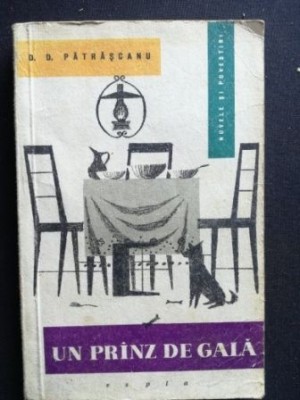 D. D. PĂTRĂȘCANU
NUVELE ȘI POVESTIRI
UN PRÎNZ DE GALĂ
espla